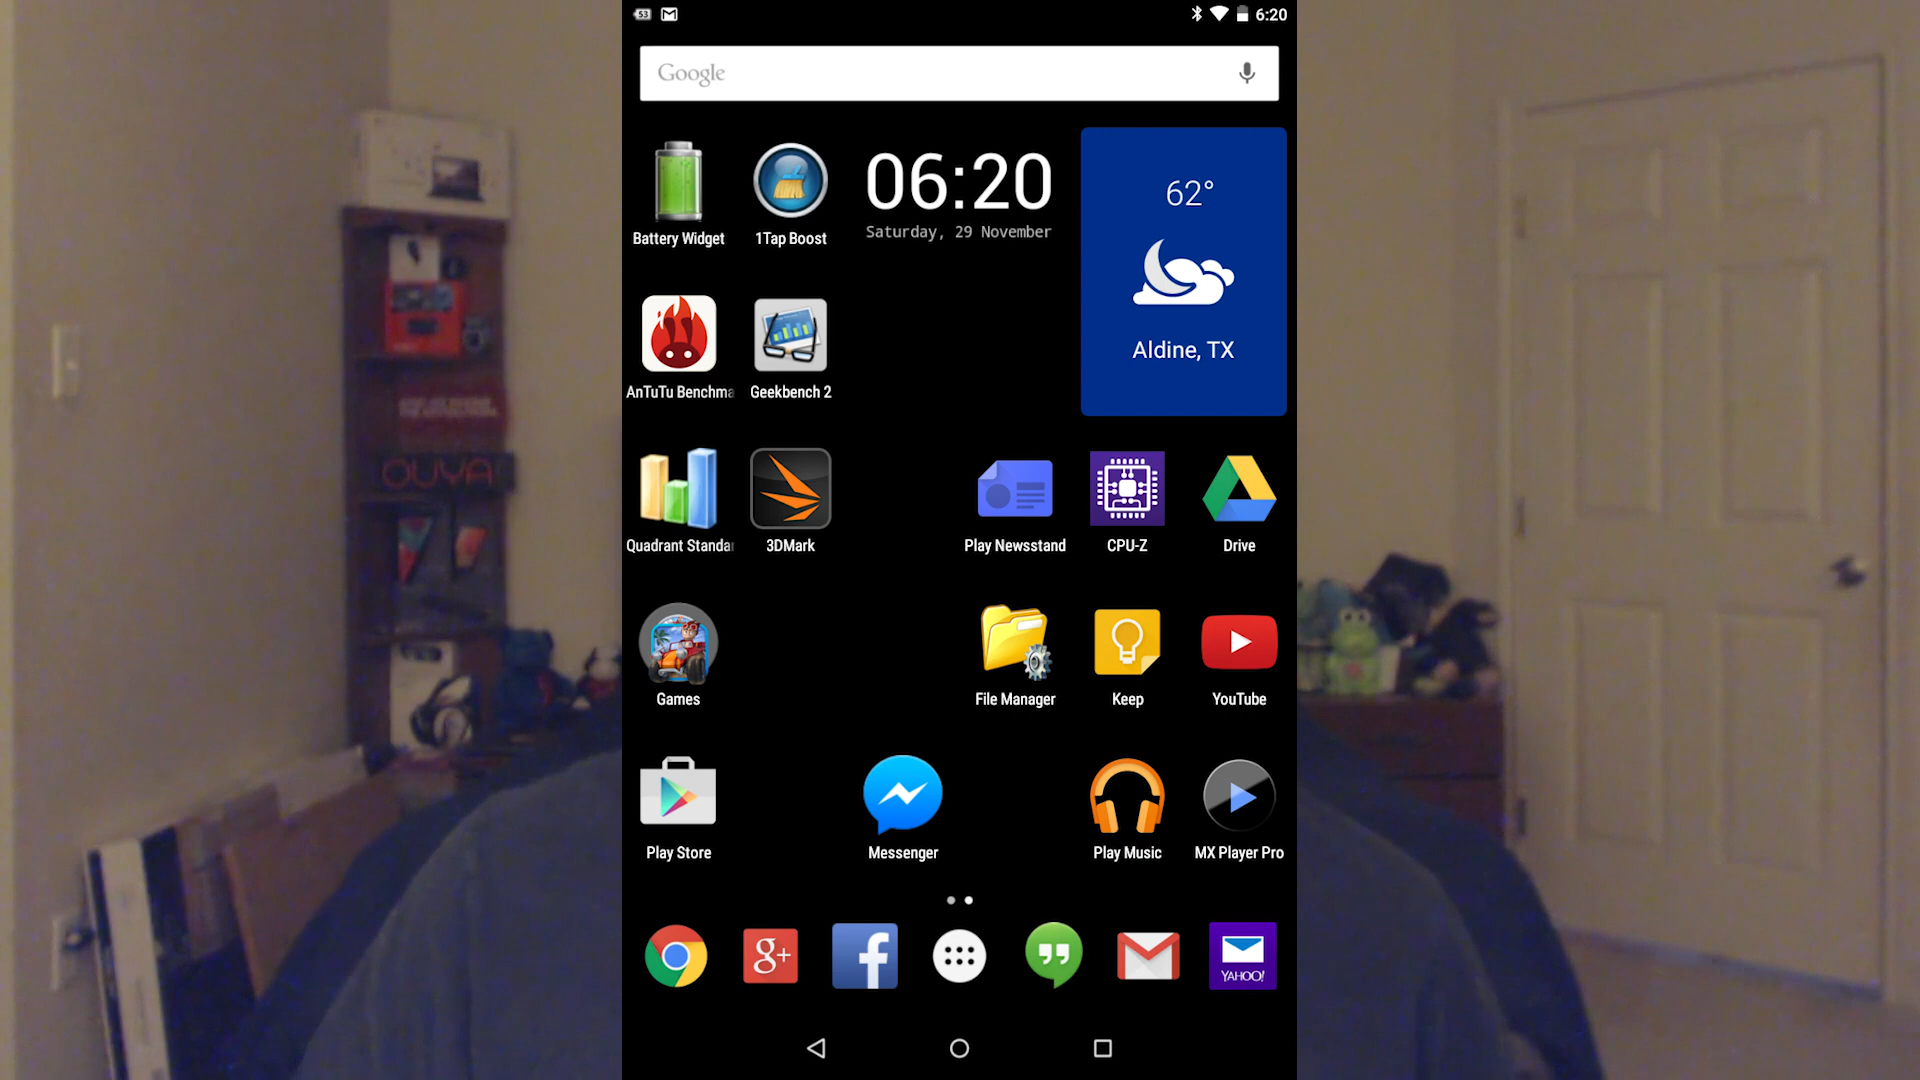 53
6:20
Google
06:20
Saturday, 29 November
62°
Aldine, TX
Battery Widget
1Tap Boost
AnTuTu Benchma
Geekbench 2
Quadrant Standar
3DMark
Play Newsstand
CPU-Z
Drive
Games
File Manager
Keep
YouTube
Play Store
Messenger
Play Music
MX Player Pro
g+
f
YAHOO!
OUYA